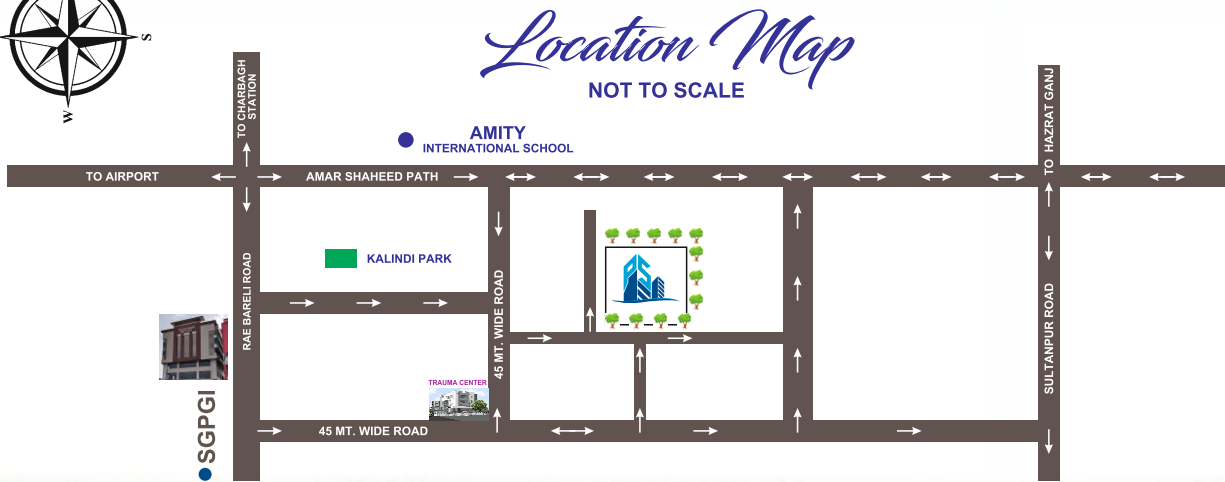 Location Map
NOT TO SCALE
S
W
TO CHARBAGH
STATION
TO HAZRAT GANJ
AMITY
INTERNATIONAL SCHOOL
TO AIRPORT
AMAR SHAHEED PATH
KALINDI PARK
RAE BARELI ROAD
45 MT. WIDE ROAD
SULTANPUR ROAD
PS
TRAUMA CENTER
SGPGI
45 MT. WIDE ROAD